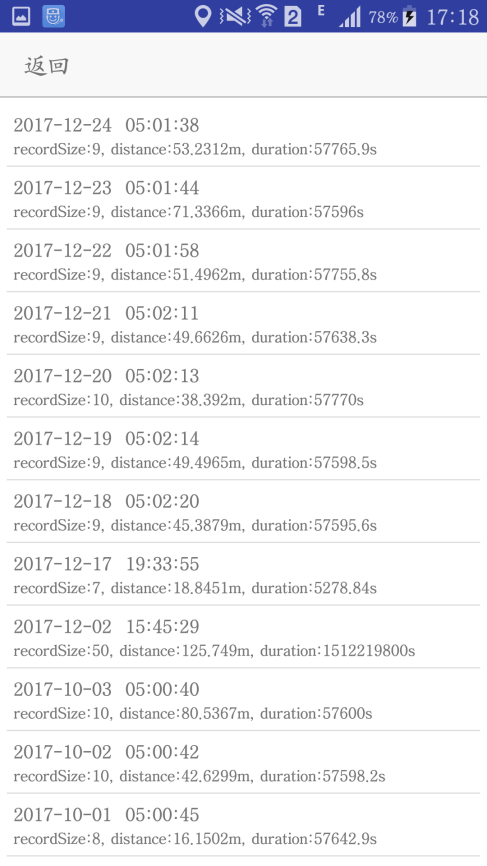 2 E 78% 17:18
返回
2017-12-24 05:01:38
recordSize:9, distance:53.2312m, duration:57765.9s
2017-12-23 05:01:44
recordSize:9, distance:71.3366m, duration:57596s
2017-12-22 05:01:58
recordSize:9, distance:51.4962m, duration:57755.8s
2017-12-21 05:02:11
recordSize:9, distance:49.6626m, duration:57638.3s
2017-12-20 05:02:13
recordSize:10, distance:38.392m, duration:57770s
2017-12-19 05:02:14
recordSize:9, distance:49.4965m, duration:57598.5s
2017-12-18 05:02:20
recordSize:9, distance:45.3879m, duration:57595.6s
2017-12-17 19:33:55
recordSize:7, distance:18.8451m, duration:5278.84s
2017-12-02 15:45:29
recordSize:50, distance:125.749m, duration:1512219800s
2017-10-03 05:00:40
recordSize:10, distance:80.5367m, duration:57600s
2017-10-02 05:00:42
recordSize:10, distance:42.6299m, duration:57598.2s
2017-10-01 05:00:45
recordSize:8, distance:16.1502m, duration:57642.9s